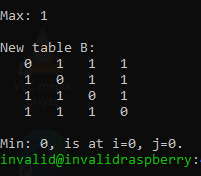 Max: 1
New table B:
0 1 1 1
1 0 1 1
1 1 0 1
1 1 1 0
Min: 0, is at i=0, j=0.
invalid@invalidraspberry: